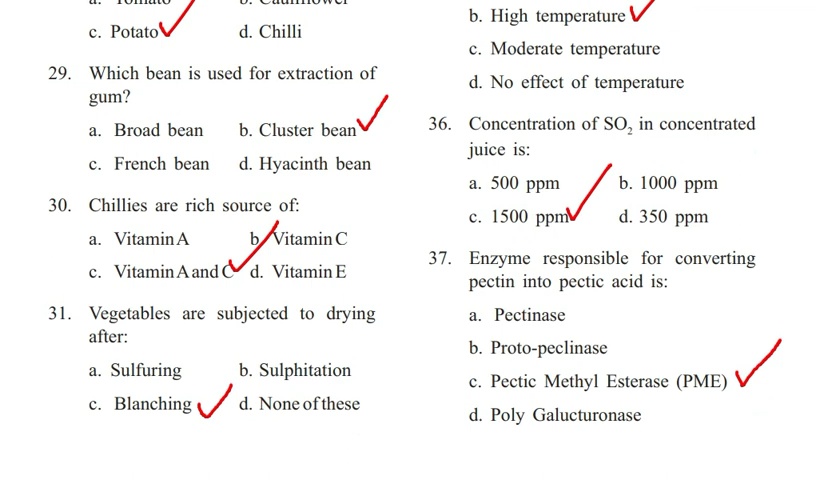 c. Potato d. Chilli
29. Which bean is used for extraction of
gum?
a. Broad bean b. Cluster bean
c. French bean d. Hyacinth bean
30. Chillies are rich source of:
a. Vitamin A b. Vitamin C
c. Vitamin A and C d. Vitamin E
31. Vegetables are subjected to drying
after:
a. Sulfuring b. Sulphitation
c. Blanching d. None of these
b. High temperature
c. Moderate temperature
d. No effect of temperature
36. Concentration of SO₂ in concentrated
juice is:
a. 500 ppm b. 1000 ppm
c. 1500 ppm d. 350 ppm
37. Enzyme responsible for converting
pectin into pectic acid is:
a. Pectinase
b. Proto-peclinase
c. Pectic Methyl Esterase (PME)
d. Poly Galucturonase